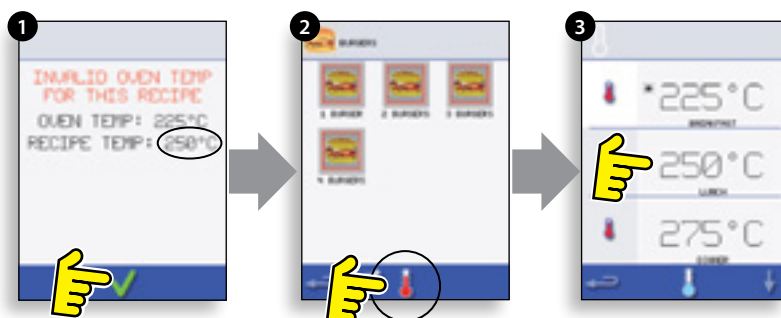 1
INVALID OVEN TEMP
FOR THIS RECIPE
OVEN TEMP: 225°C
RECIPE TEMP: 250°C
2
BURGERS
1 BURGER
2 BURGERS
3 BURGERS
4 BURGERS
3
*225°C
BREAKFAST
250°C
LUNCH
275°C
DINNER